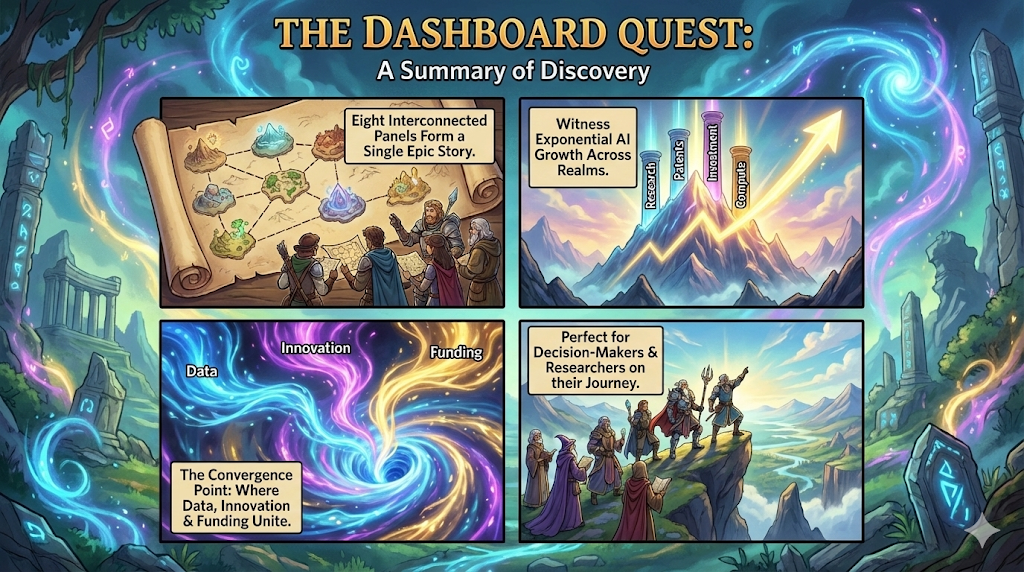 THE DASHBOARD QUEST:
A Summary of Discovery
Eight Interconnected
Panels Form a
Single Epic Story.
Witness
Exponential AI
Growth Across
Realms.
Research
Patents
Investment
Compute
Data
Innovation
Funding
The Convergence
Point: Where
Data, Innovation
& Funding Unite.
Perfect for
Decision-Makers &
Researchers on
their Journey.